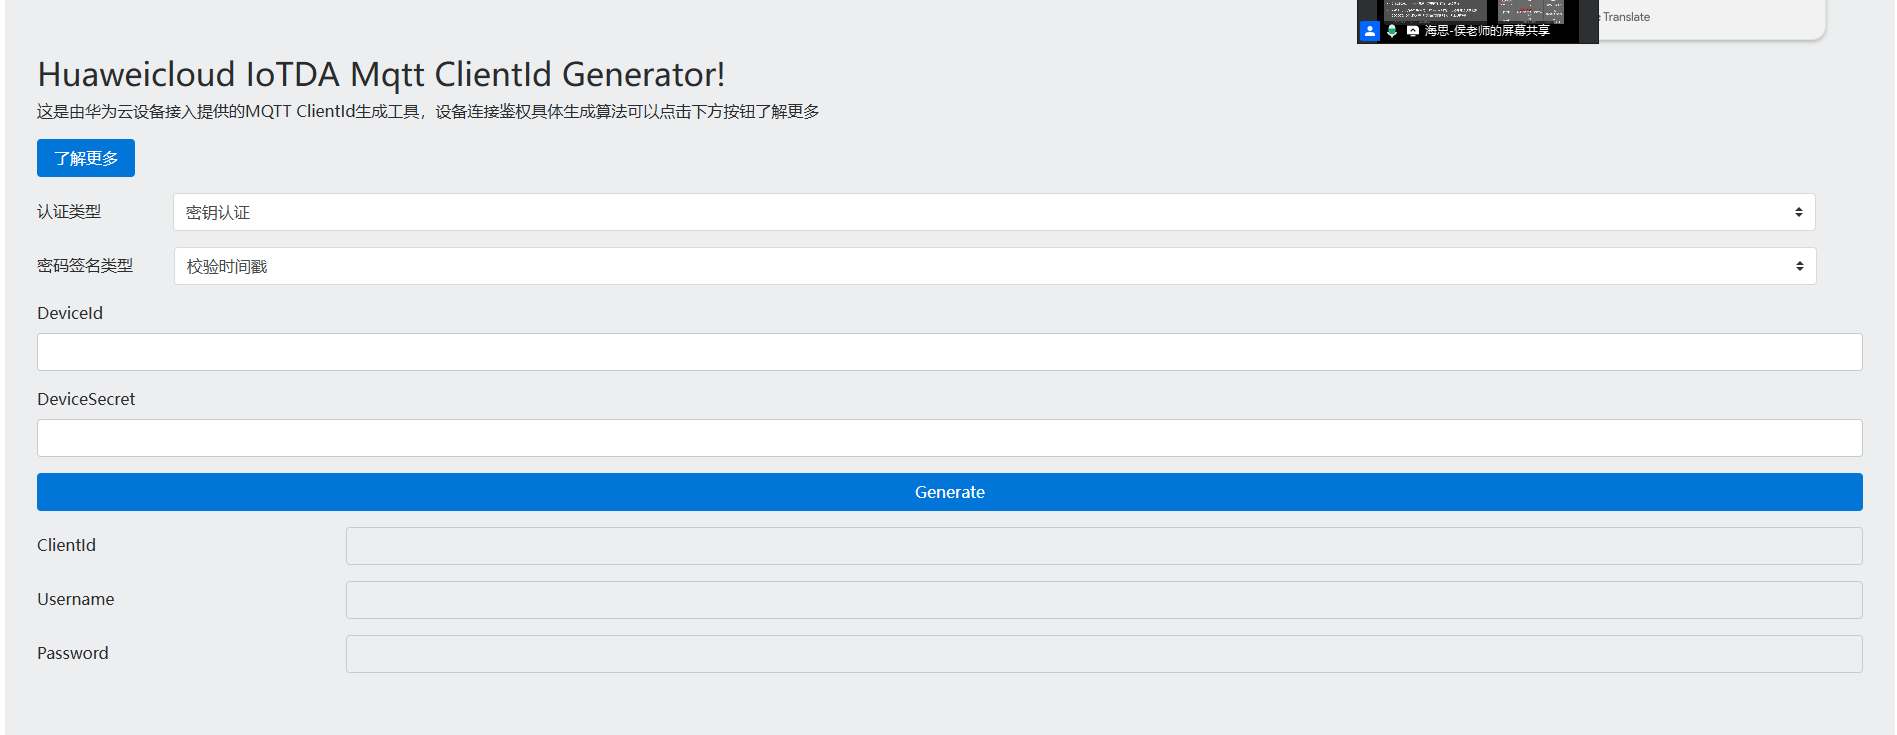 Translate
海思-侯老师的屏幕共享
Huaweicloud IoTDA Mqtt ClientId Generator!
这是由华为云设备接入提供的MQTT ClientId生成工具，设备连接鉴权具体生成算法可以点击下方按钮了解更多
了解更多
认证类型
密钥认证
密码签名类型
校验时间戳
DeviceId
DeviceSecret
Generate
ClientId
Username
Password